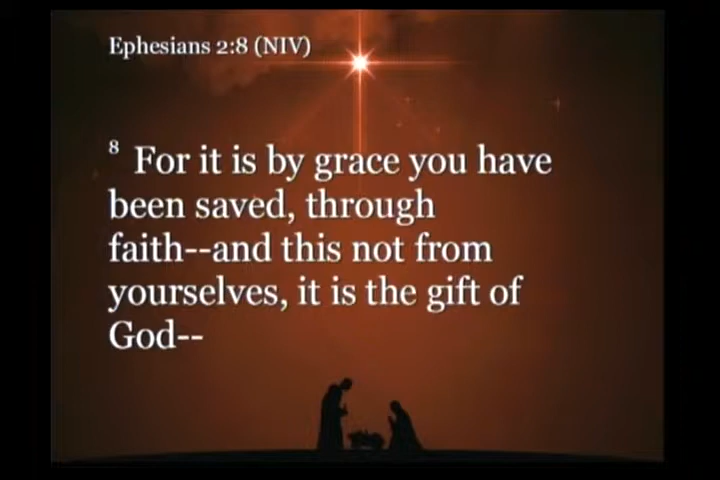 Ephesians 2:8 (NIV)
8 For it is by grace you have
been saved, through
faith--and this not from
yourselves, it is the gift of
God--